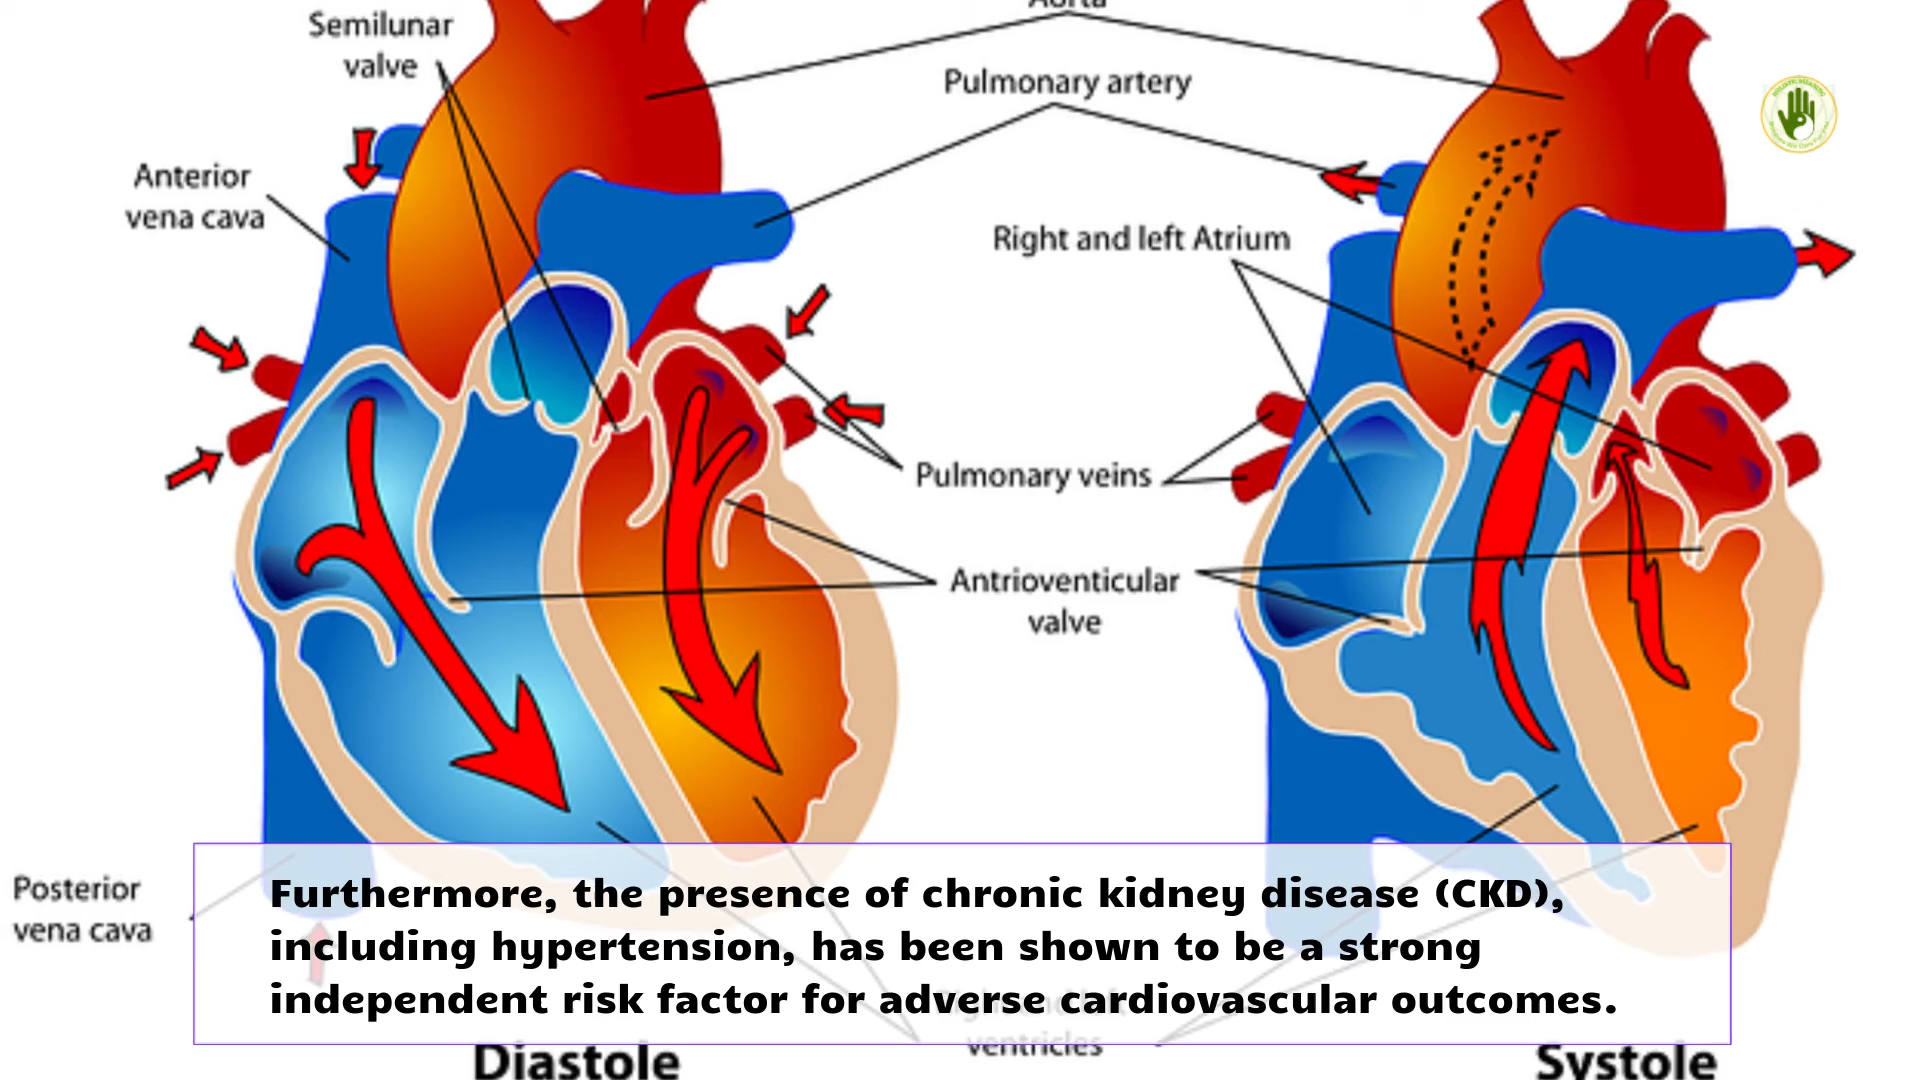 Semilunar
valve
Aorta
Pulmonary artery
Anterior
vena cava
Right and left Atrium
Pulmonary veins
Antrioventicular
valve
Posterior
vena cava
Furthermore, the presence of chronic kidney disease (CKD),
including hypertension, has been shown to be a strong
independent risk factor for adverse cardiovascular outcomes.
ventricles
Diastole
Systole